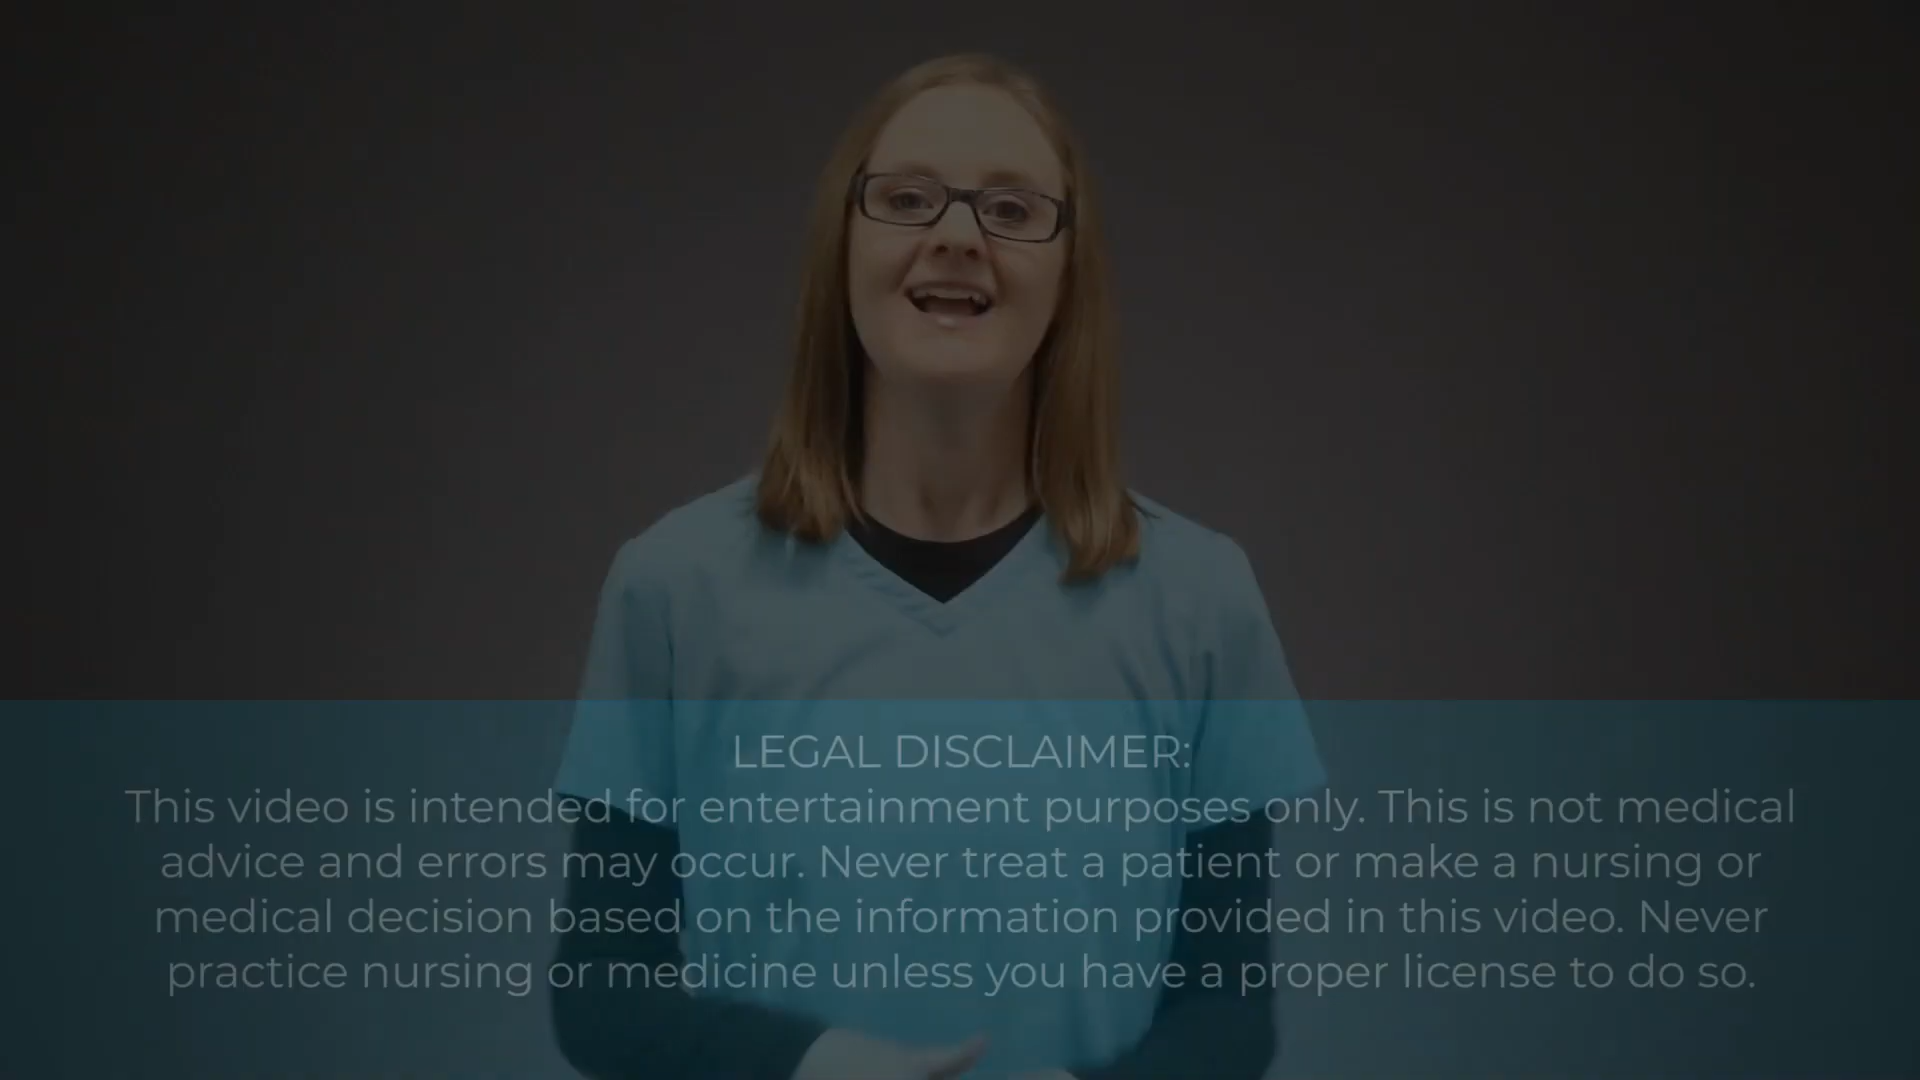 LEGAL DISCLAIMER:
This video is intended for entertainment purposes only. This is not medical
advice and errors may occur. Never treat a patient or make a nursing or
medical decision based on the information provided in this video. Never
practice nursing or medicine unless you have a proper license to do so.